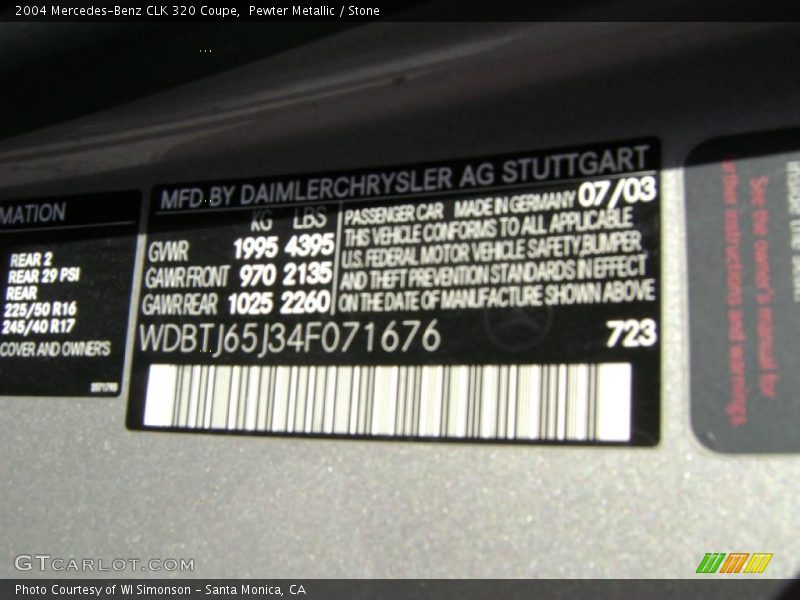 2004 Mercedes-Benz CLK 320 Coupe, Pewter Metallic / Stone
MATION
REAR 2
REAR 29 PSI
REAR
225/50 R16
245/40 R17
COVER AND OWNER'S
MFD BY DAIMLERCHRYSLER AG STUTTGART
KG LBS
GVWR 1995 4395
GAWR FRONT 970 2135
GAWR REAR 1025 2260
PASSENGER CAR MADE IN GERMANY 07/03
THIS VEHICLE CONFORMS TO ALL APPLICABLE
U.S. FEDERAL MOTOR VEHICLE SAFETY, BUMPER
AND THEFT PREVENTION STANDARDS IN EFFECT
ON THE DATE OF MANUFACTURE SHOWN ABOVE
WDBTJ65J34F071676
723
See the owner's manual for
further instructions and warnings.
GTCARLOT.COM
Photo Courtesy of WI Simonson - Santa Monica, CA